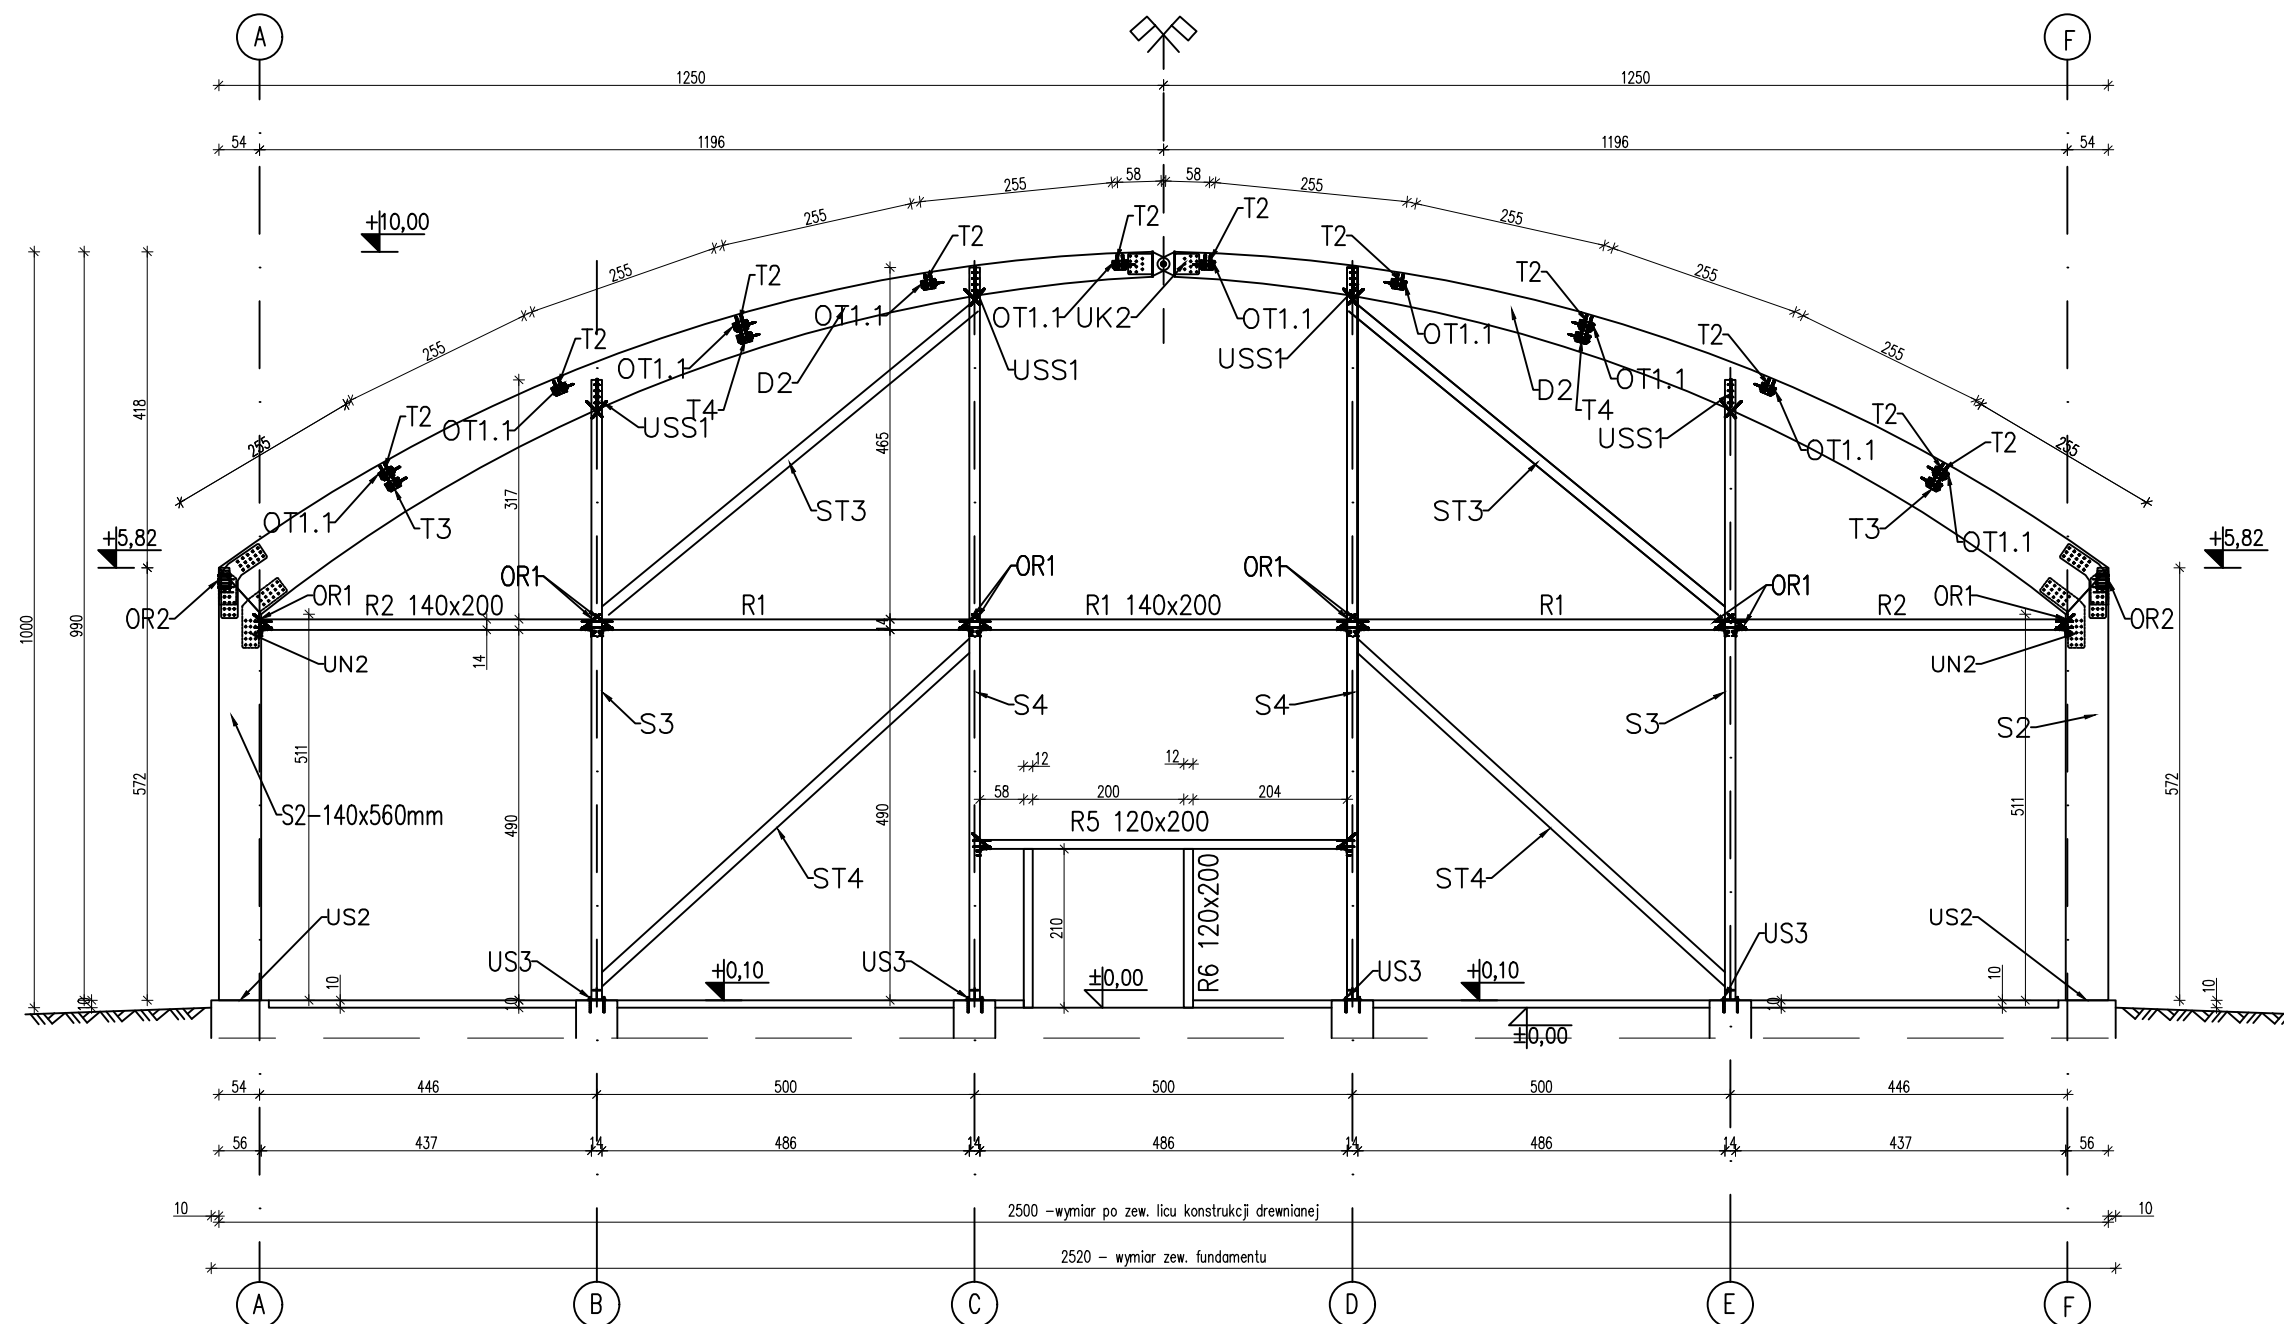 A
F
1250
1250
54
1196
1196
54
58
58
255
255
255
255
255
255
255
255
255
255
+10,00
T2
T2
T2
T2
T2
T2
T2
T2
T2
T2
T2
OT1.1
OT1.1
UK2
OT1.1
OT1.1
OT1.1
D2
T4
USS1
USS1
USS1
D2
T4
OT1.1
USS1
OT1.1
OT1.1
OT1.1
T3
ST3
ST3
T3
OT1.1
OT1.1
1000
990
418
317
465
+5,82
+5,82
OR2
OR1
R2 140x200
OR1
R1
OR1
R1 140x200
OR1
R1
OR1
R2
OR1
OR2
UN2
14
14
UN2
S3
S4
S4
S3
S2
572
511
490
490
511
572
12
12
58
200
204
S2-140x560mm
R5 120x200
ST4
ST4
R6 120x200
210
US2
US3
+0,10
US3
±0,00
US3
+0,10
US3
US2
10
10
10
10
10
10
±0,00
54
446
500
500
500
446
56
437
14
486
14
486
14
486
14
437
56
10
2500 -wymiar po zew. licu konstrukcji drewnianej
10
2520 - wymiar zew. fundamentu
A
B
C
D
E
F